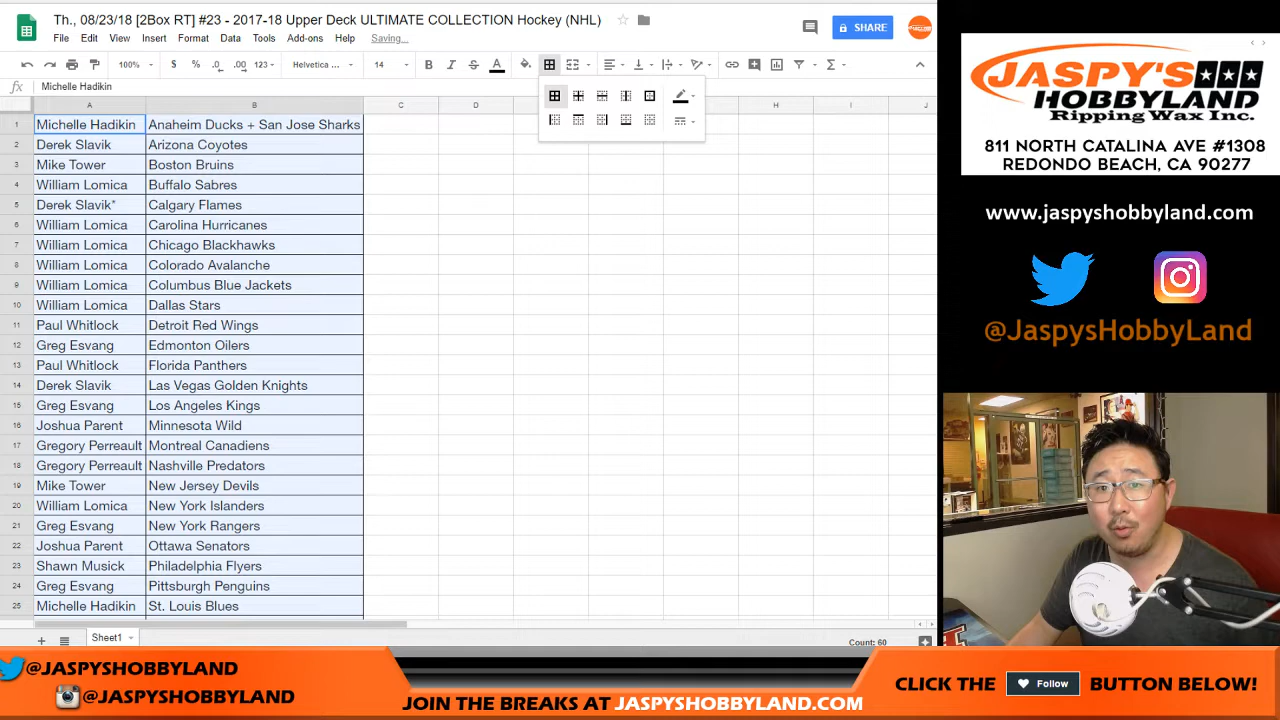 Th., 08/23/18 [2Box RT] #23 - 2017-18 Upper Deck ULTIMATE COLLECTION Hockey (NHL)
File Edit View Insert Format Data Tools Add-ons Help Saving...
SHARE
100% $ % .0 .00 123 Helvetica ... 14 B I S A
fx Michelle Hadikin
A B C D H I J
1 Michelle Hadikin Anaheim Ducks + San Jose Sharks
2 Derek Slavik Arizona Coyotes
3 Mike Tower Boston Bruins
4 William Lomica Buffalo Sabres
5 Derek Slavik* Calgary Flames
6 William Lomica Carolina Hurricanes
7 William Lomica Chicago Blackhawks
8 William Lomica Colorado Avalanche
9 William Lomica Columbus Blue Jackets
10 William Lomica Dallas Stars
11 Paul Whitlock Detroit Red Wings
12 Greg Esvang Edmonton Oilers
13 Paul Whitlock Florida Panthers
14 Derek Slavik Las Vegas Golden Knights
15 Greg Esvang Los Angeles Kings
16 Joshua Parent Minnesota Wild
17 Gregory Perreault Montreal Canadiens
18 Gregory Perreault Nashville Predators
19 Mike Tower New Jersey Devils
20 William Lomica New York Islanders
21 Greg Esvang New York Rangers
22 Joshua Parent Ottawa Senators
23 Shawn Musick Philadelphia Flyers
24 Greg Esvang Pittsburgh Penguins
25 Michelle Hadikin St. Louis Blues
Sheet1
Count: 60
JASPY'S
HOBBYLAND
Ripping Wax Inc.
811 NORTH CATALINA AVE #1308
REDONDO BEACH, CA 90277
www.jaspyshobbyland.com
@JaspysHobbyLand
@JASPYSHOBBYLAND
@JASPYSHOBBYLAND
JOIN THE BREAKS AT JASPYSHOBBYLAND.COM
CLICK THE Follow BUTTON BELOW!